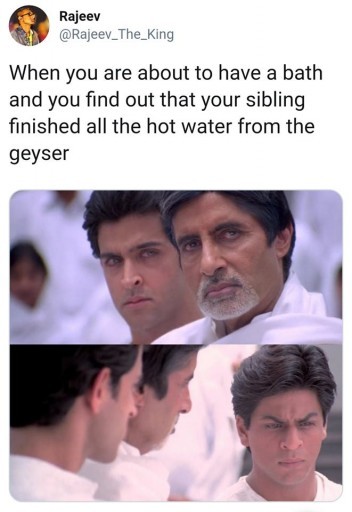 Rajeev
@Rajeev_The_King
When you are about to have a bath
and you find out that your sibling
finished all the hot water from the
geyser